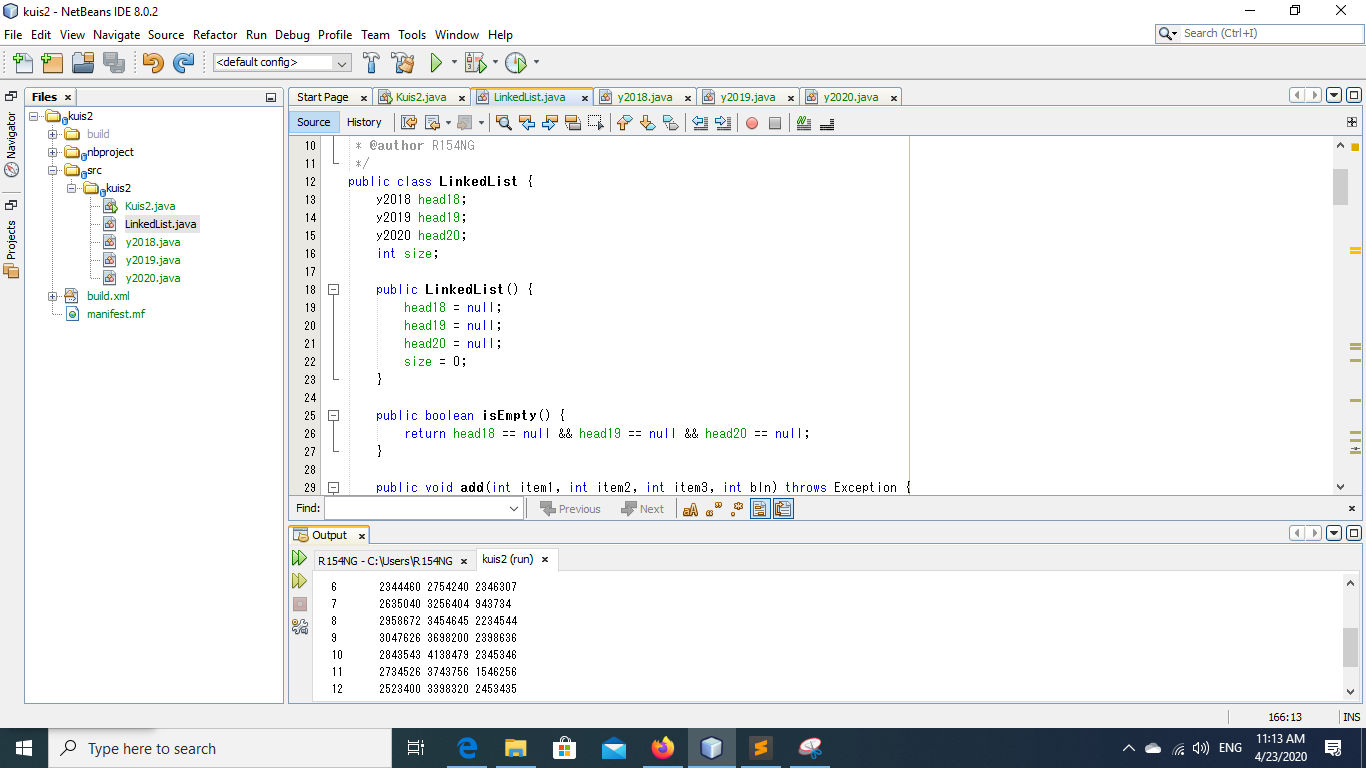 kuis2 - NetBeans IDE 8.0.2
File Edit View Navigate Source Refactor Run Debug Profile Team Tools Window Help
Search (Ctrl+I)
<default config>
Navigator
Projects
Files
kuis2
build
nbproject
src
kuis2
Kuis2.java
LinkedList.java
y2018.java
y2019.java
y2020.java
build.xml
manifest.mf
Start Page Kuis2.java LinkedList.java y2018.java y2019.java y2020.java
Source History
10 * @author R154NG
11 */
12 public class LinkedList {
13 y2018 head18;
14 y2019 head19;
15 y2020 head20;
16 int size;
17
18 public LinkedList() {
19 head18 = null;
20 head19 = null;
21 head20 = null;
22 size = 0;
23 }
24
25 public boolean isEmpty() {
26 return head18 == null && head19 == null && head20 == null;
27 }
28
29 public void add(int item1, int item2, int item3, int bln) throws Exception {
Find: Previous Next
Output
R154NG - C:\Users\R154NG kuis2 (run)
6 2344460 2754240 2346307
7 2635040 3256404 943734
8 2958672 3454645 2234544
9 3047626 3698200 2398636
10 2843543 4138479 2345346
11 2734526 3743756 1546256
12 2523400 3398320 2453435
166:13 INS
Type here to search
ENG
11:13 AM
4/23/2020